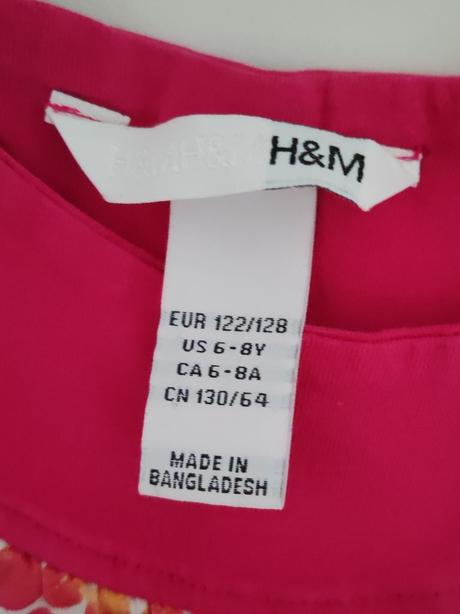 H&M
EUR 122/128
US 6-8Y
CA 6-8A
CN 130/64
MADE IN
BANGLADESH